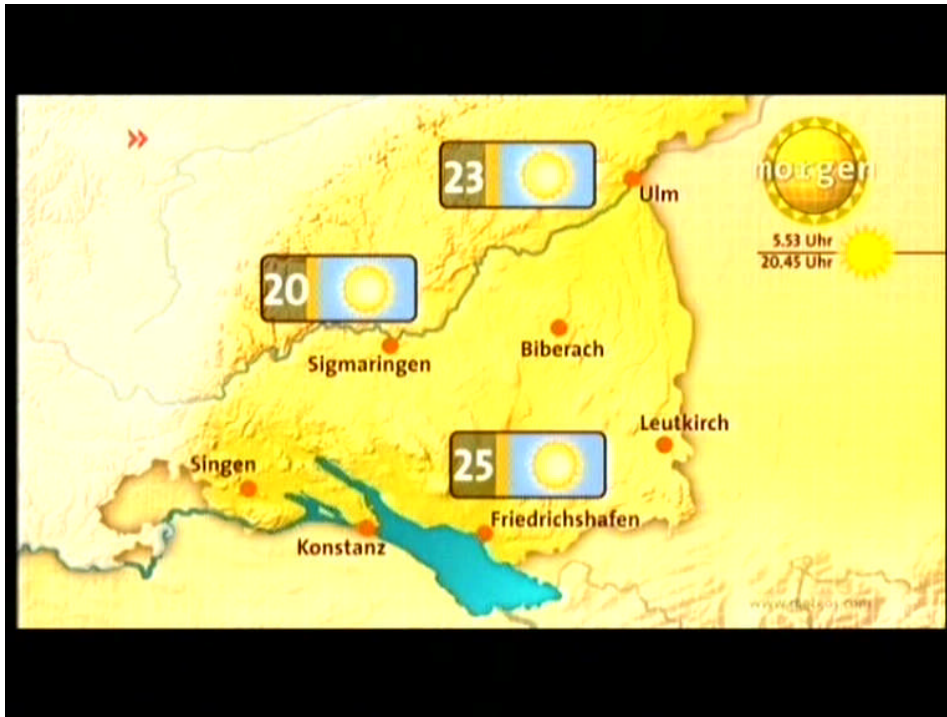 23
Ulm
morgen
5.53 Uhr
20.45 Uhr
20
Sigmaringen
Biberach
Leutkirch
25
Singen
Friedrichshafen
Konstanz